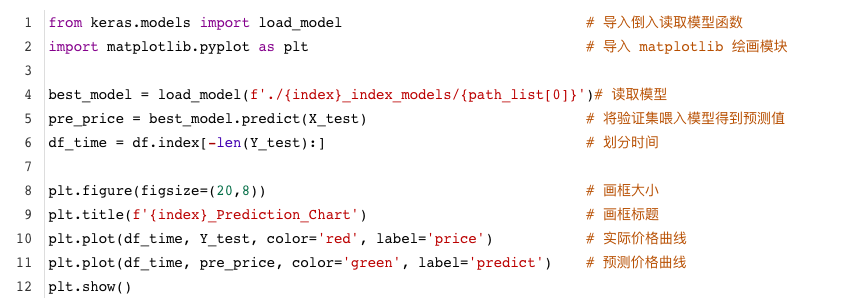 1 from keras.models import load_model # 导入倒入读取模型函数
2 import matplotlib.pyplot as plt # 导入 matplotlib 绘画模块
3
4 best_model = load_model(f'./{index}_index_models/{path_list[0]}')# 读取模型
5 pre_price = best_model.predict(X_test) # 将验证集喂入模型得到预测值
6 df_time = df.index[-len(Y_test):] # 划分时间
7
8 plt.figure(figsize=(20,8)) # 画框大小
9 plt.title(f'{index}_Prediction_Chart') # 画框标题
10 plt.plot(df_time, Y_test, color='red', label='price') # 实际价格曲线
11 plt.plot(df_time, pre_price, color='green', label='predict') # 预测价格曲线
12 plt.show()